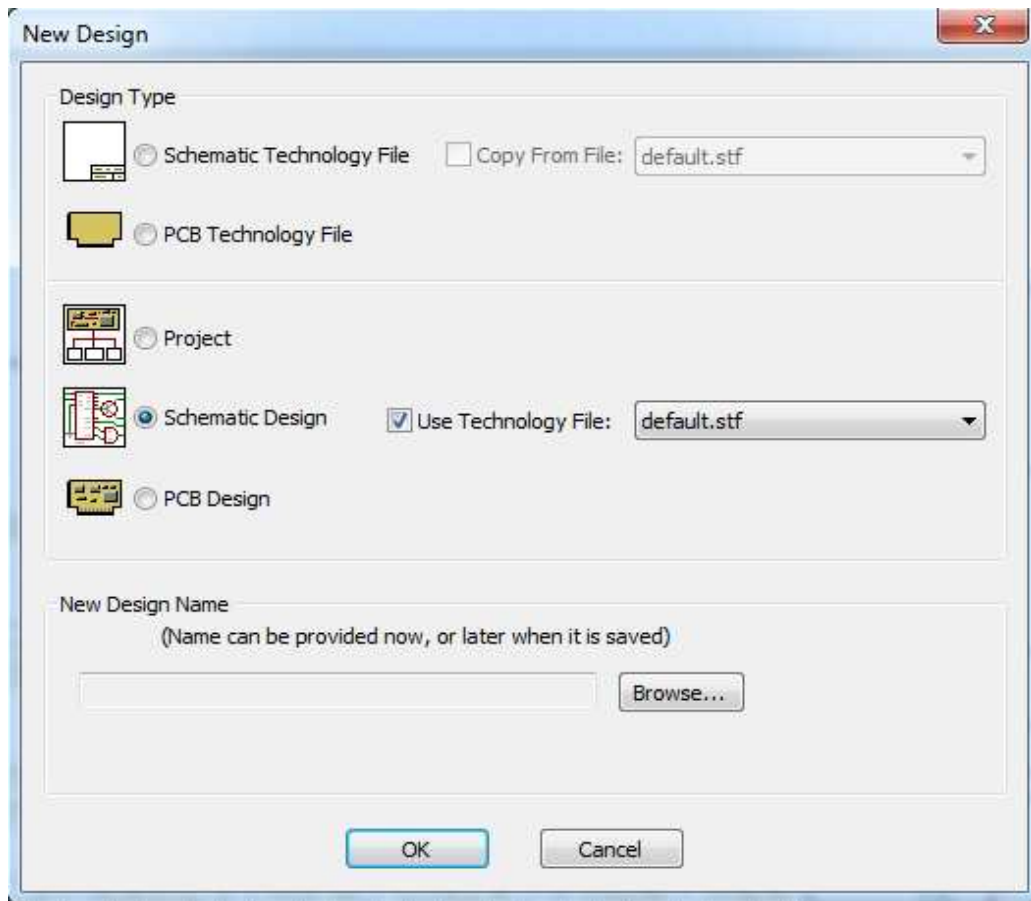 New Design
Design Type
Schematic Technology File Copy From File: default.stf
PCB Technology File
Project
Schematic Design Use Technology File: default.stf
PCB Design
New Design Name
(Name can be provided now, or later when it is saved)
Browse...
OK Cancel